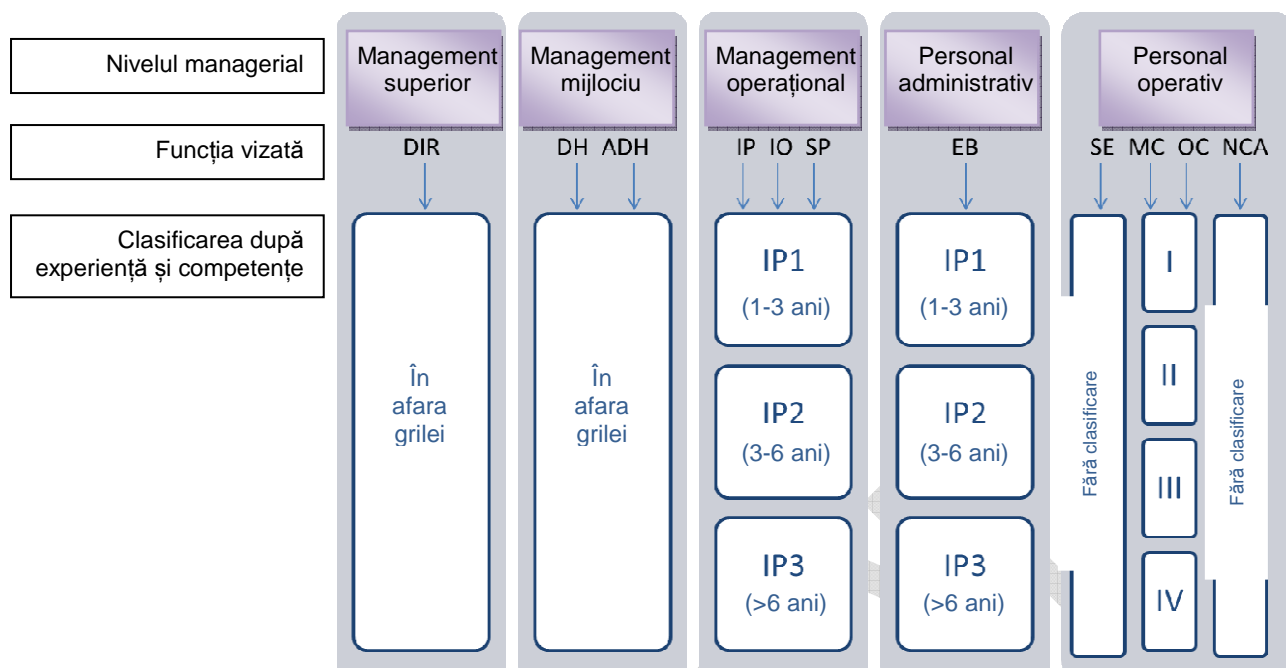 Nivelul managerial
Management
superior
Management
mijlociu
Management
operațional
Personal
administrativ
Personal
operativ
Funcția vizată
DIR
DH ADH
IP IO SP
EB
SE MC OC NCA
Clasificarea după
experiență și competențe
În
afara
grilei
În
afara
grilei
IP1
(1-3 ani)
IP2
(3-6 ani)
IP3
(>6 ani)
IP1
(1-3 ani)
IP2
(3-6 ani)
IP3
(>6 ani)
Fără clasificare
I
II
III
IV
Fără clasificare